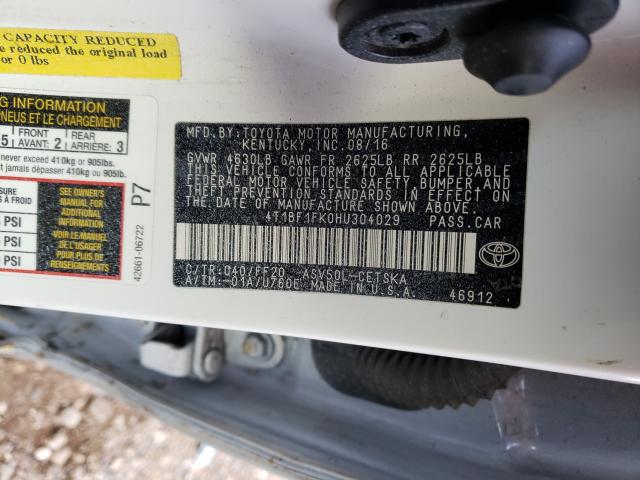 CAPACITY REDUCED
e reduced the original load
or 0 lbs
G INFORMATION
PNEUS ET LE CHARGEMENT
5 FRONT AVANT: 2 REAR ARRIÈRE: 3
never exceed 410kg or 905lbs.
t jamais dépasser 410kg ou 905lb.
SURE
S A FROID
PSI
PSI
PSI
SEE OWNER'S
MANUAL FOR
ADDITIONAL
INFORMATION
VOIR LE MANUEL
DE L'USAGER
POUR PLUS DE
RENSEIGNEMENTS
P7
42661-06722
MFD. BY: TOYOTA MOTOR MANUFACTURING,
KENTUCKY, INC. 08/16
GVWR 4630LB GAWR FR 2625LB RR 2625LB
THIS VEHICLE CONFORMS TO ALL APPLICABLE
FEDERAL MOTOR VEHICLE SAFETY, BUMPER, AND
THEFT PREVENTION STANDARDS IN EFFECT ON
THE DATE OF MANUFACTURE SHOWN ABOVE.
4T1BF1FK0HU304029 PASS. CAR
C/TR: 040/FF20 ASV50L-CETSKA
A/TM: -01A/U760E MADE IN U.S.A.
46912
TOYOTA